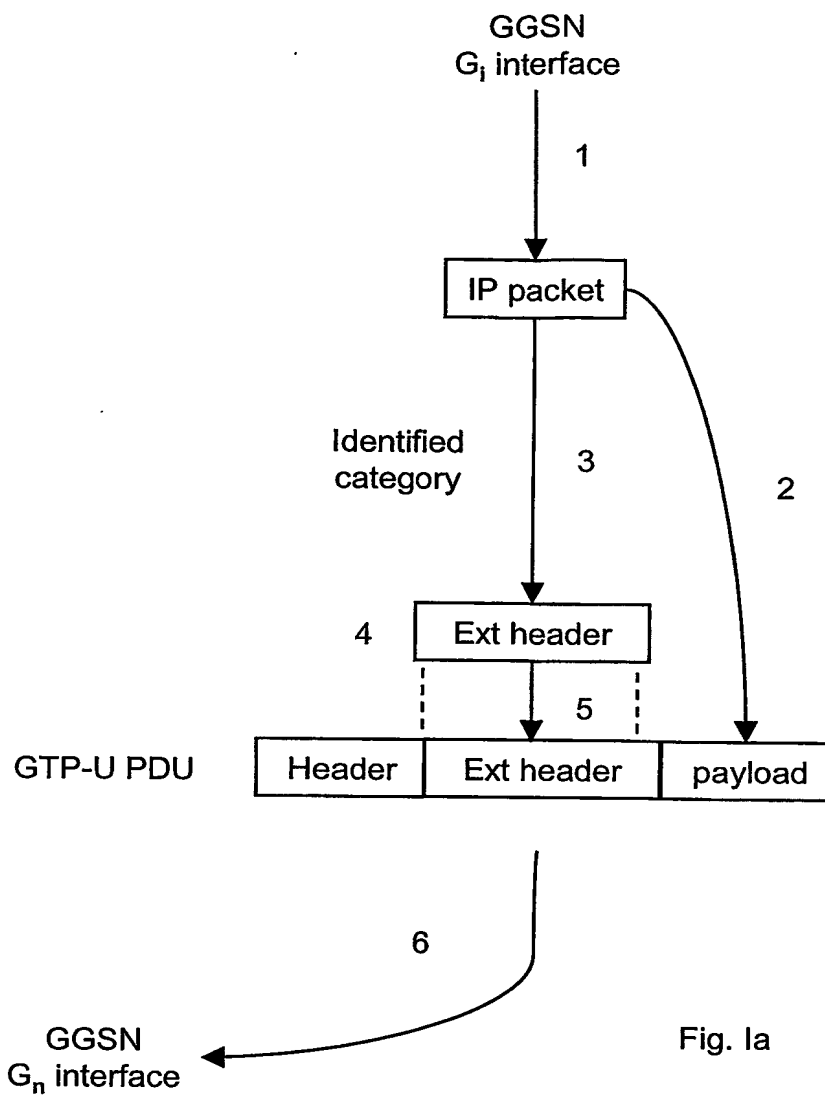 GGSN
Gi interface
1
IP packet
Identified
category
3
2
4
Ext header
5
GTP-U PDU
Header
Ext header
payload
6
GGSN
Gn interface
Fig. Ia